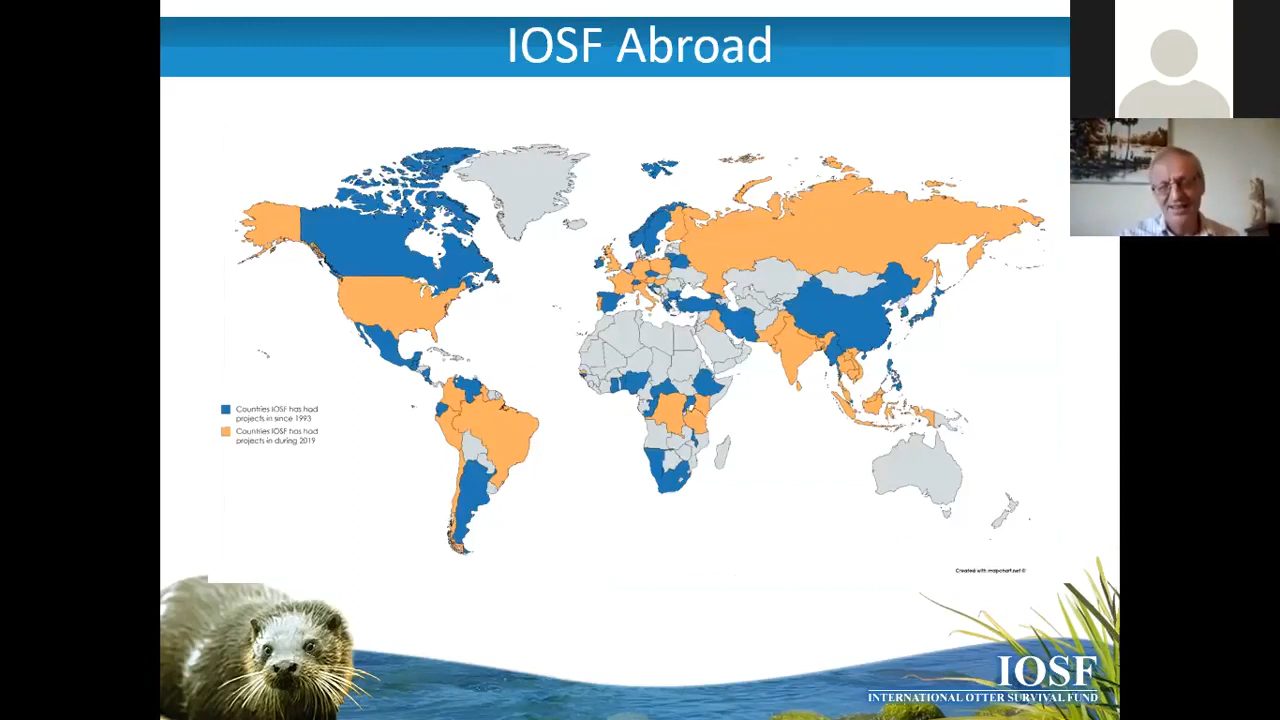 IOSF Abroad
Countries IOSF has had
projects in since 1993
Countries IOSF has had
projects in during 2019
Created with mapchart.net ©
IOSF
INTERNATIONAL OTTER SURVIVAL FUND